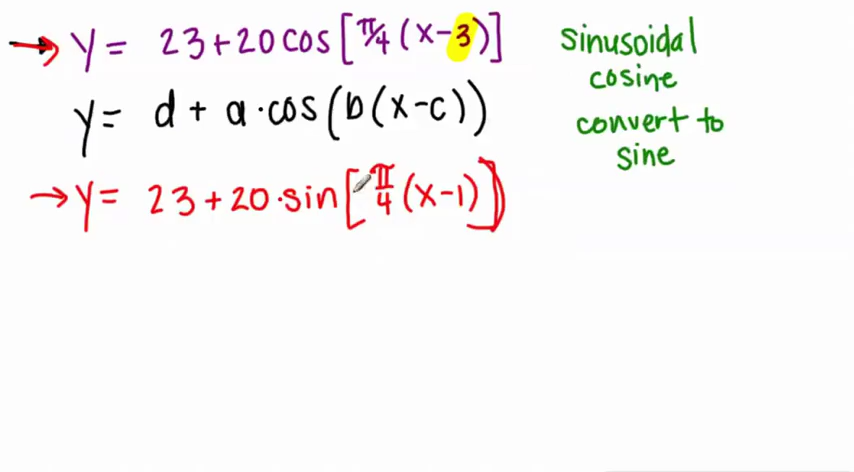 y = 23+20cos[π/4(x-3)]
y = d + a·cos(b(x-c))
y = 23+20·sin[π/4(x-1)]
sinusoidal
cosine
convert to
sine